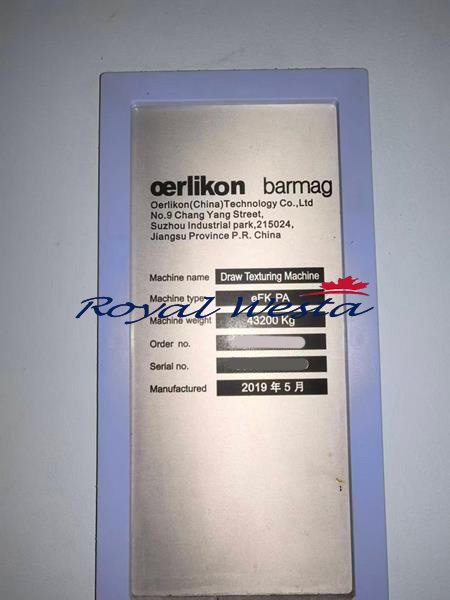 oerlikon barmag
Oerlikon(China)Technology Co.,Ltd
No.9 Chang Yang Street,
Suzhou Industrial park,215024,
Jiangsu Province P.R. China
Machine name Draw Texturing Machine
Machine type eFK PA
Royal Westa
Machine weight 43200 Kg
Order no.
Serial no.
Manufactured 2019 年 5 月